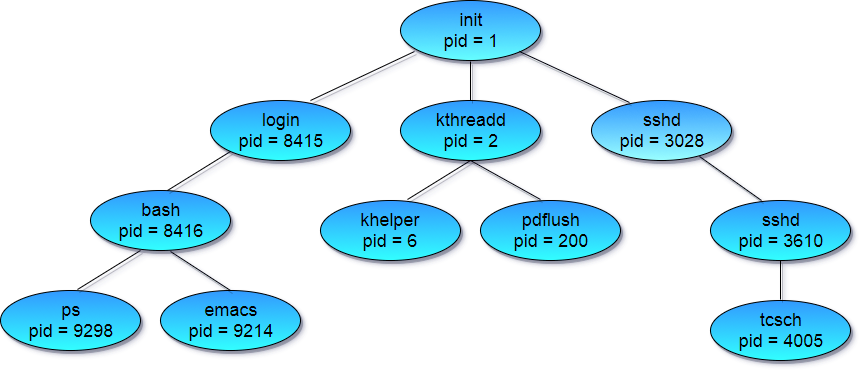 init
pid = 1
login
pid = 8415
kthreadd
pid = 2
sshd
pid = 3028
bash
pid = 8416
khelper
pid = 6
pdflush
pid = 200
sshd
pid = 3610
ps
pid = 9298
emacs
pid = 9214
tcsch
pid = 4005